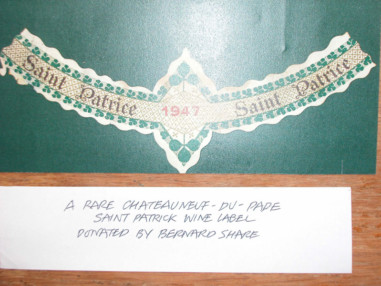 Saint Patrice 1947 Saint Patrice
A RARE CHATEAUNEUF-DU-PAPE
SAINT PATRICK WINE LABEL
DONATED BY BERNARD SHARE